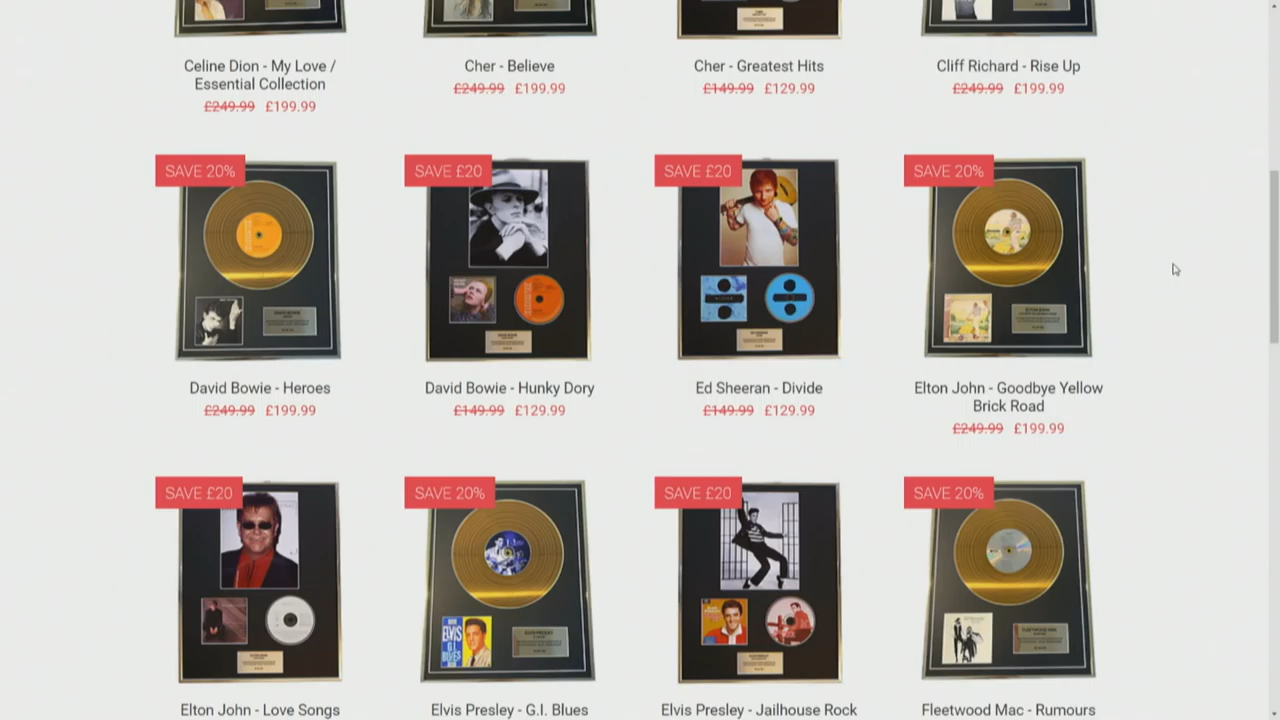 Celine Dion - My Love /
Essential Collection
£249.99 £199.99
Cher - Believe
£249.99 £199.99
Cher - Greatest Hits
£149.99 £129.99
Cliff Richard - Rise Up
£249.99 £199.99
SAVE 20%
David Bowie - Heroes
£249.99 £199.99
SAVE £20
David Bowie - Hunky Dory
£149.99 £129.99
SAVE £20
Ed Sheeran - Divide
£149.99 £129.99
SAVE 20%
Elton John - Goodbye Yellow
Brick Road
£249.99 £199.99
SAVE £20
Elton John - Love Songs
SAVE 20%
ELVIS
G.I.
BLUES
Elvis Presley - G.I. Blues
SAVE £20
Elvis Presley - Jailhouse Rock
SAVE 20%
Fleetwood Mac - Rumours